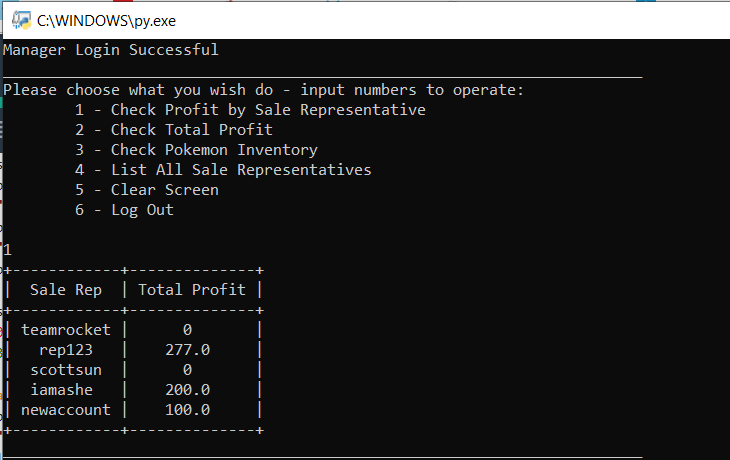 C:\WINDOWS\py.exe
Manager Login Successful
Please choose what you wish do - input numbers to operate:
1 - Check Profit by Sale Representative
2 - Check Total Profit
3 - Check Pokemon Inventory
4 - List All Sale Representatives
5 - Clear Screen
6 - Log Out
1
+------------+--------------+
|  Sale Rep  | Total Profit |
+------------+--------------+
| teamrocket |      0       |
|   rep123   |    277.0     |
|  scottsun  |      0       |
|  iamashe   |    200.0     |
| newaccount |    100.0     |
+------------+--------------+